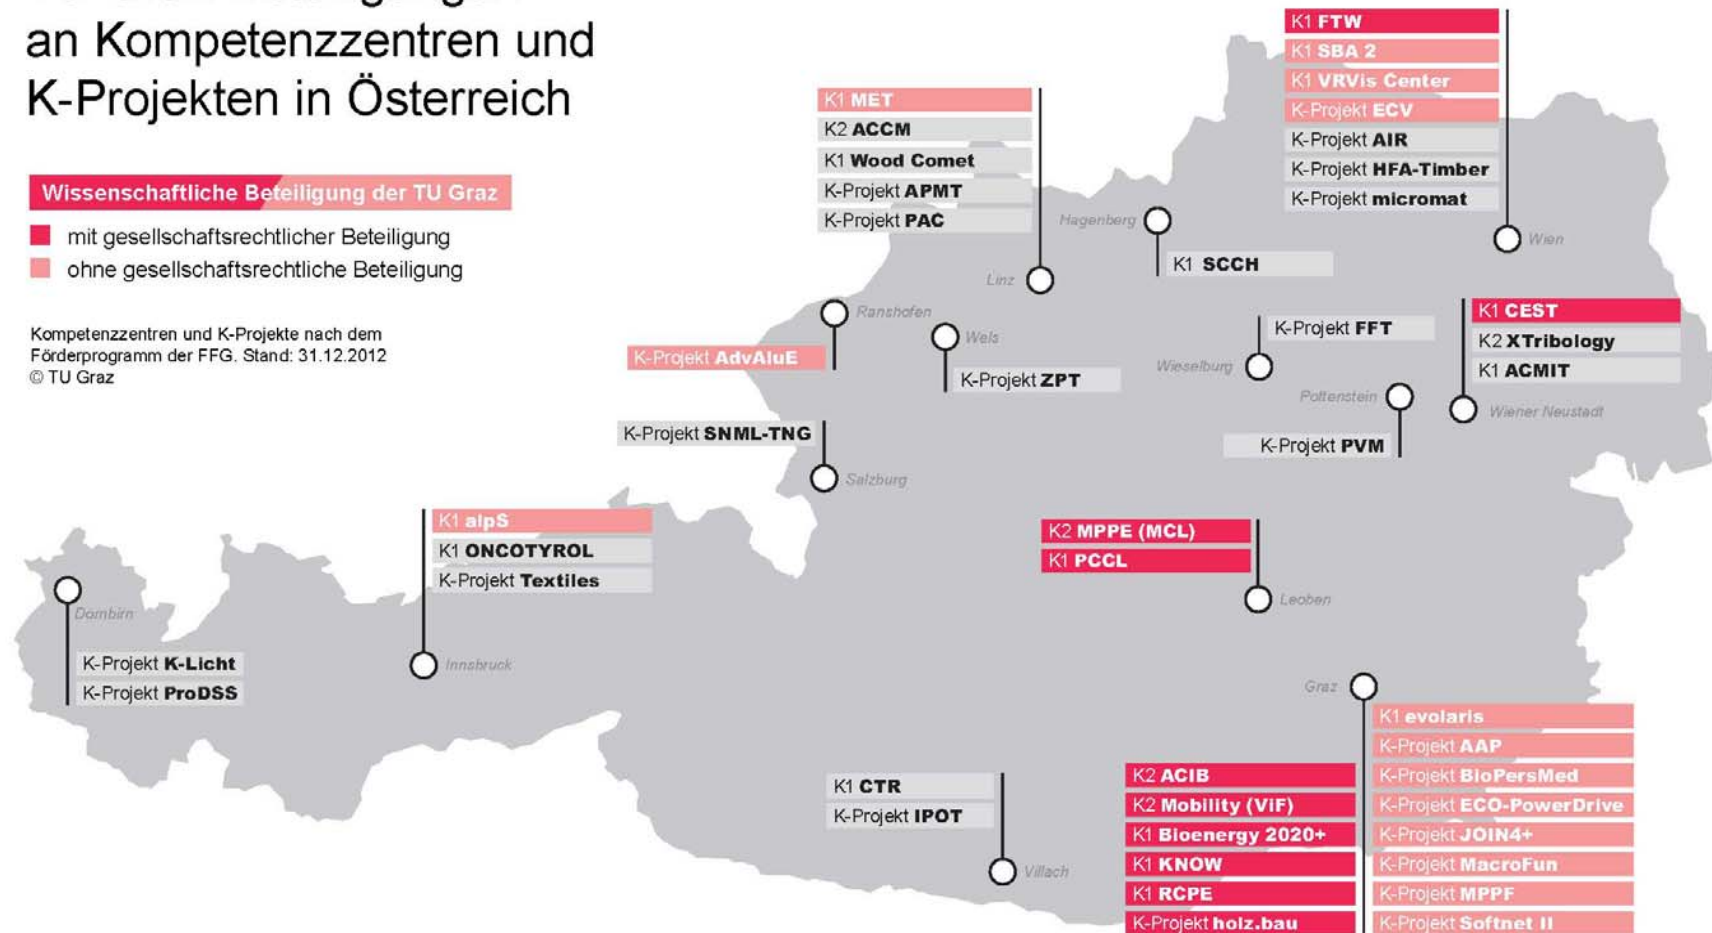 an Kompetenzzentren und
K-Projekten in Österreich
Wissenschaftliche Beteiligung der TU Graz
mit gesellschaftsrechtlicher Beteiligung
ohne gesellschaftsrechtliche Beteiligung
Kompetenzzentren und K-Projekte nach dem
Förderprogramm der FFG. Stand: 31.12.2012
© TU Graz
K1 MET
K2 ACCM
K1 Wood Comet
K-Projekt APMT
K-Projekt PAC
Linz
K1 FTW
K1 SBA 2
K1 VRVis Center
K-Projekt ECV
K-Projekt AIR
K-Projekt HFA-Timber
K-Projekt micromat
Wien
Hagenberg
K1 SCCH
Ranshofen
K-Projekt AdvAluE
Wels
K-Projekt ZPT
K-Projekt FFT
Wieselburg
K1 CEST
K2 XTribology
K1 ACMIT
Wiener Neustadt
Pottenstein
K-Projekt PVM
K-Projekt SNML-TNG
Salzburg
K1 alpS
K1 ONCOTYROL
K-Projekt Textiles
Innsbruck
K2 MPPE (MCL)
K1 PCCL
Leoben
Dornbirn
K-Projekt K-Licht
K-Projekt ProDSS
K1 CTR
K-Projekt IPOT
Villach
Graz
K2 ACIB
K2 Mobility (ViF)
K1 Bioenergy 2020+
K1 KNOW
K1 RCPE
K-Projekt holz.bau
K1 evolaris
K-Projekt AAP
K-Projekt BioPersMed
K-Projekt ECO-PowerDrive
K-Projekt JOIN4+
K-Projekt MacroFun
K-Projekt MPPF
K-Projekt Softnet II